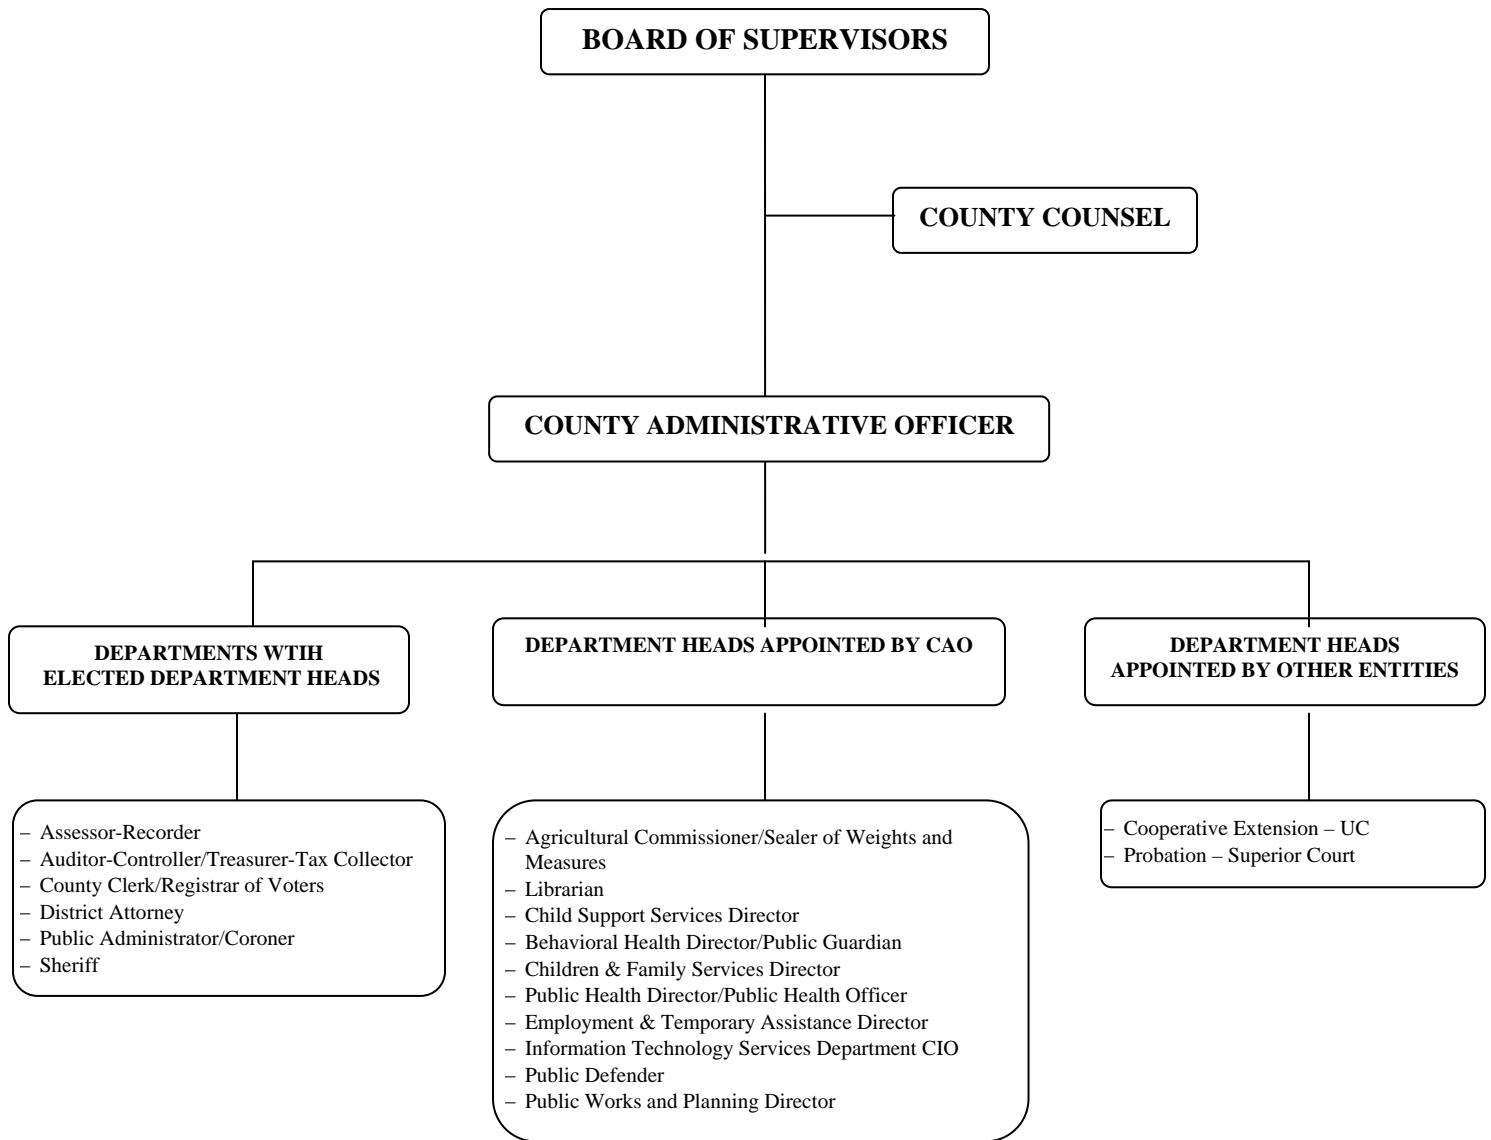 BOARD OF SUPERVISORS
COUNTY COUNSEL
COUNTY ADMINISTRATIVE OFFICER
DEPARTMENTS WTIH
ELECTED DEPARTMENT HEADS
– Assessor-Recorder
– Auditor-Controller/Treasurer-Tax Collector
– County Clerk/Registrar of Voters
– District Attorney
– Public Administrator/Coroner
– Sheriff
DEPARTMENT HEADS APPOINTED BY CAO
– Agricultural Commissioner/Sealer of Weights and
Measures
– Librarian
– Child Support Services Director
– Behavioral Health Director/Public Guardian
– Children & Family Services Director
– Public Health Director/Public Health Officer
– Employment & Temporary Assistance Director
– Information Technology Services Department CIO
– Public Defender
– Public Works and Planning Director
DEPARTMENT HEADS
APPOINTED BY OTHER ENTITIES
– Cooperative Extension – UC
– Probation – Superior Court